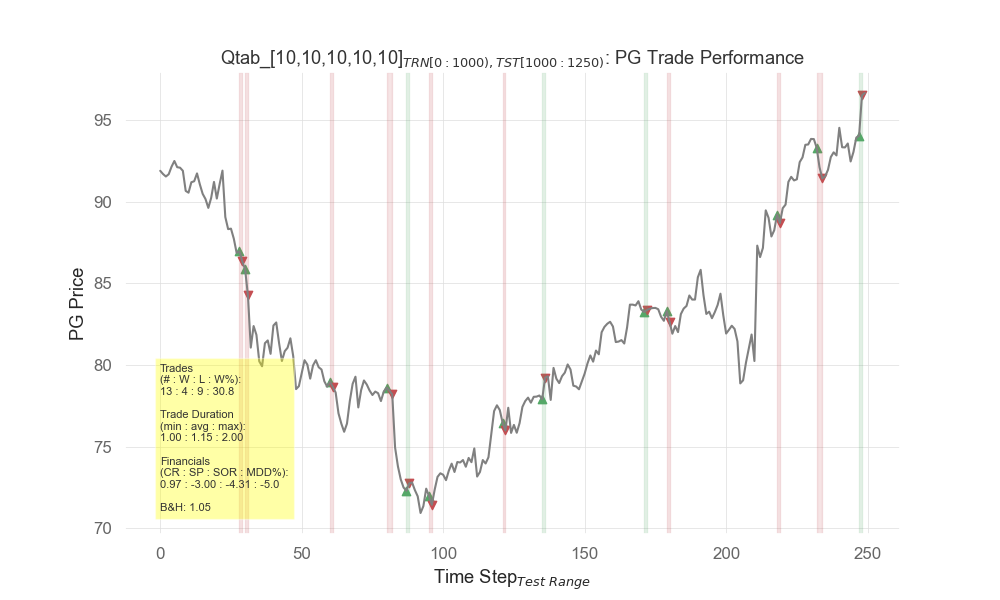 Qtab_[10,10,10,10,10]TRN[0 : 1000), TST[1000 : 1250): PG Trade Performance
95
90
85
80
75
70
PG Price
Trades
(# : W : L : W%):
13 : 4 : 9 : 30.8
Trade Duration
(min : avg : max):
1.00 : 1.15 : 2.00
Financials
(CR : SP : SOR : MDD%):
0.97 : -3.00 : -4.31 : -5.0
B&H: 1.05
0 50 100 150 200 250
Time StepTest Range